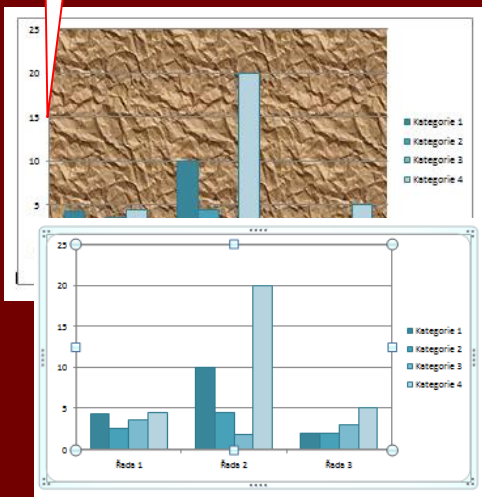 25
20
15
10
5
Kategorie 1
Kategorie 2
Kategorie 3
Kategorie 4
25
20
15
10
5
0
Řada 1
Řada 2
Řada 3
Kategorie 1
Kategorie 2
Kategorie 3
Kategorie 4